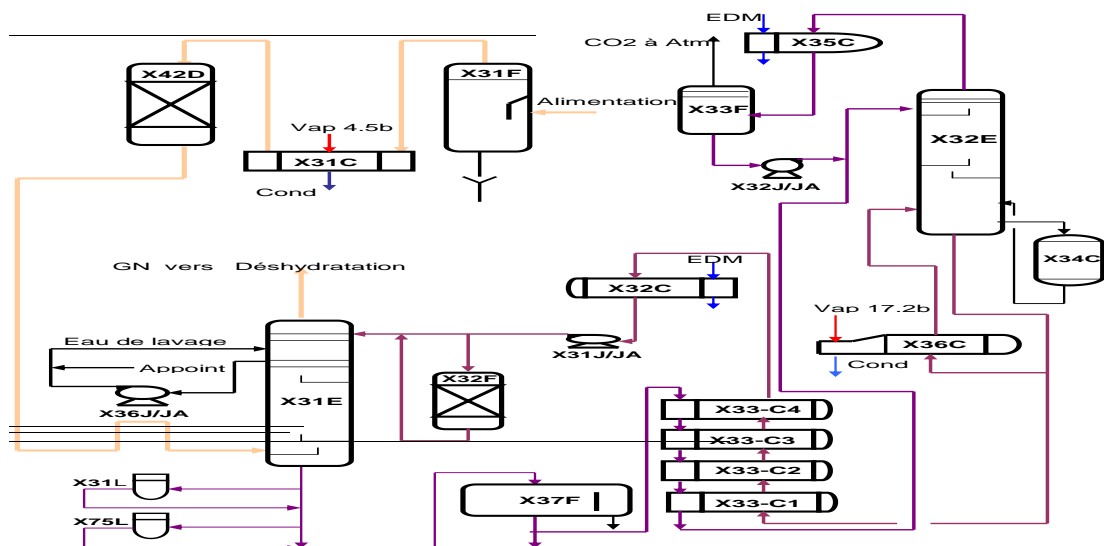 EDM
X35C
CO2 à Atm
X42D
X31F
X33F
Alimentation
Vap 4.5b
X32E
X31C
Cond
X32J/JA
GN vers Déshydratation
EDM
X34C
X32C
Vap 17.2b
Eau de lavage
X36C
X31J/JA
Appoint
Cond
X32F
X31E
X36J/JA
X33-C4
X33-C3
X33-C2
X31L
X37F
X33-C1
X75L